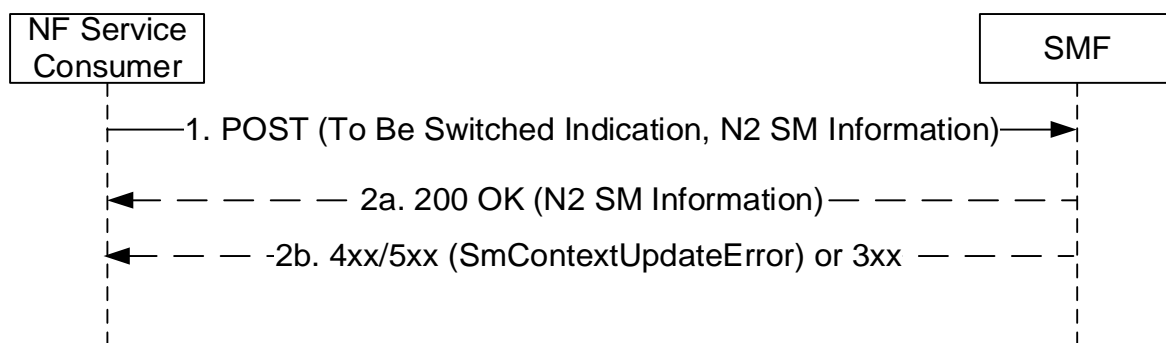 NF Service
Consumer
SMF
1. POST (To Be Switched Indication, N2 SM Information)
2a. 200 OK (N2 SM Information)
2b. 4xx/5xx (SmContextUpdateError) or 3xx